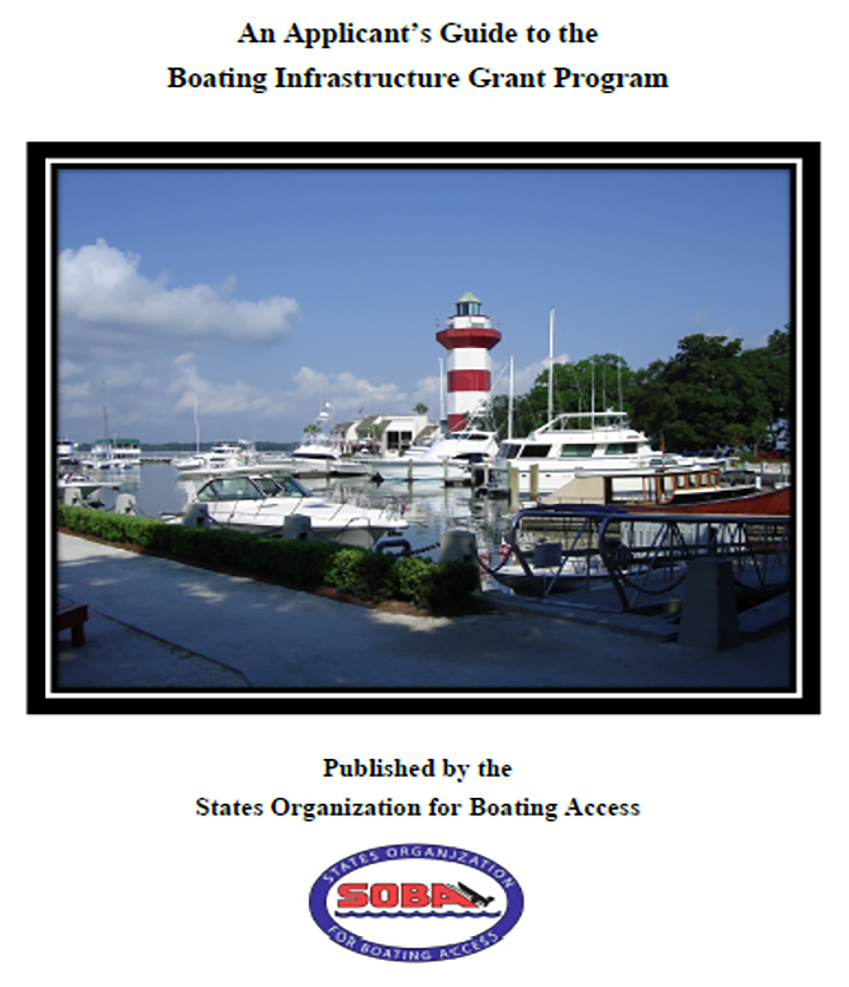 An Applicant’s Guide to the
Boating Infrastructure Grant Program
Published by the
States Organization for Boating Access
STATES ORGANIZATION
SOBA
FOR BOATING ACCESS